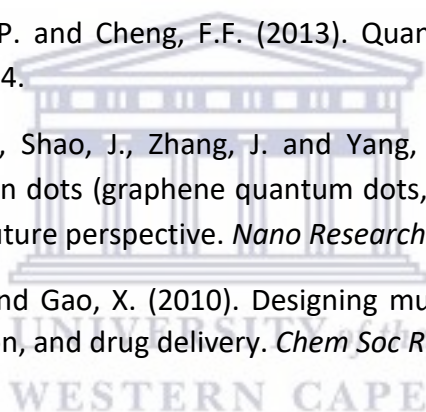 P. and Cheng, F.F. (2013). Quan
4.
, Shao, J., Zhang, J. and Yang,
n dots (graphene quantum dots,
uture perspective. Nano Research
nd Gao, X. (2010). Designing mu
UNIVERSITY of the
n, and drug delivery. Chem Soc R
WESTERN CAPE